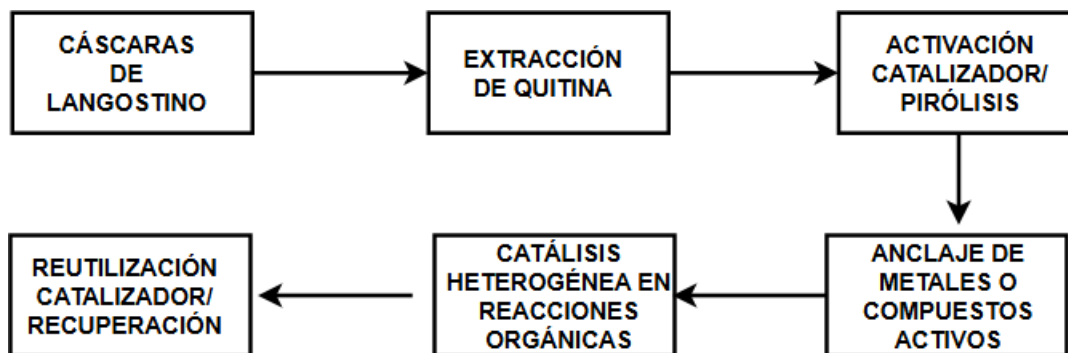 CÁSCARAS
DE
LANGOSTINO
EXTRACCIÓN
DE QUITINA
ACTIVACIÓN
CATALIZADOR/
PIRÓLISIS
ANCLAJE DE
METALES O
COMPUESTOS
ACTIVOS
CATÁLISIS
HETEROGÉNEA EN
REACCIONES
ORGÁNICAS
REUTILIZACIÓN
CATALIZADOR/
RECUPERACIÓN